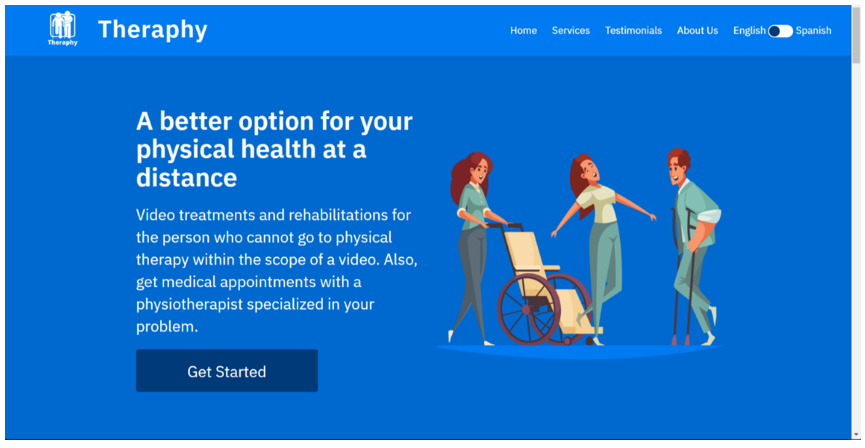 Theraphy
Theraphy
Home Services Testimonials About Us English Spanish
A better option for your
physical health at a
distance
Video treatments and rehabilitations for
the person who cannot go to physical
therapy within the scope of a video. Also,
get medical appointments with a
physiotherapist specialized in your
problem.
Get Started